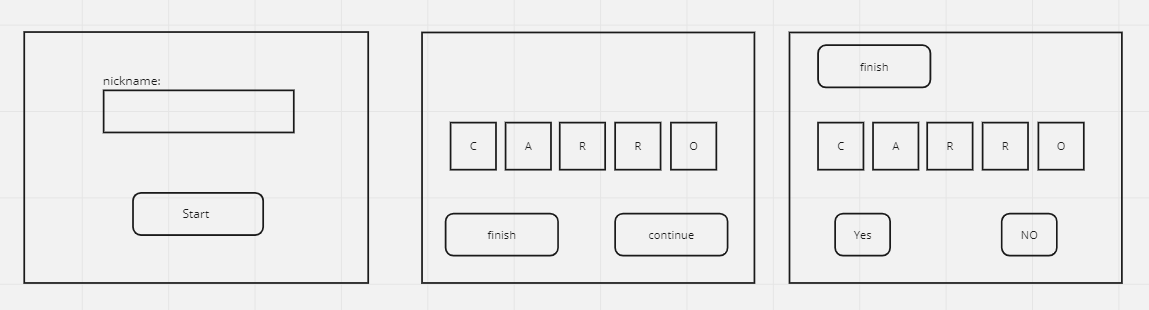 nickname:
Start
C A R R O
finish continue
finish
C A R R O
Yes NO